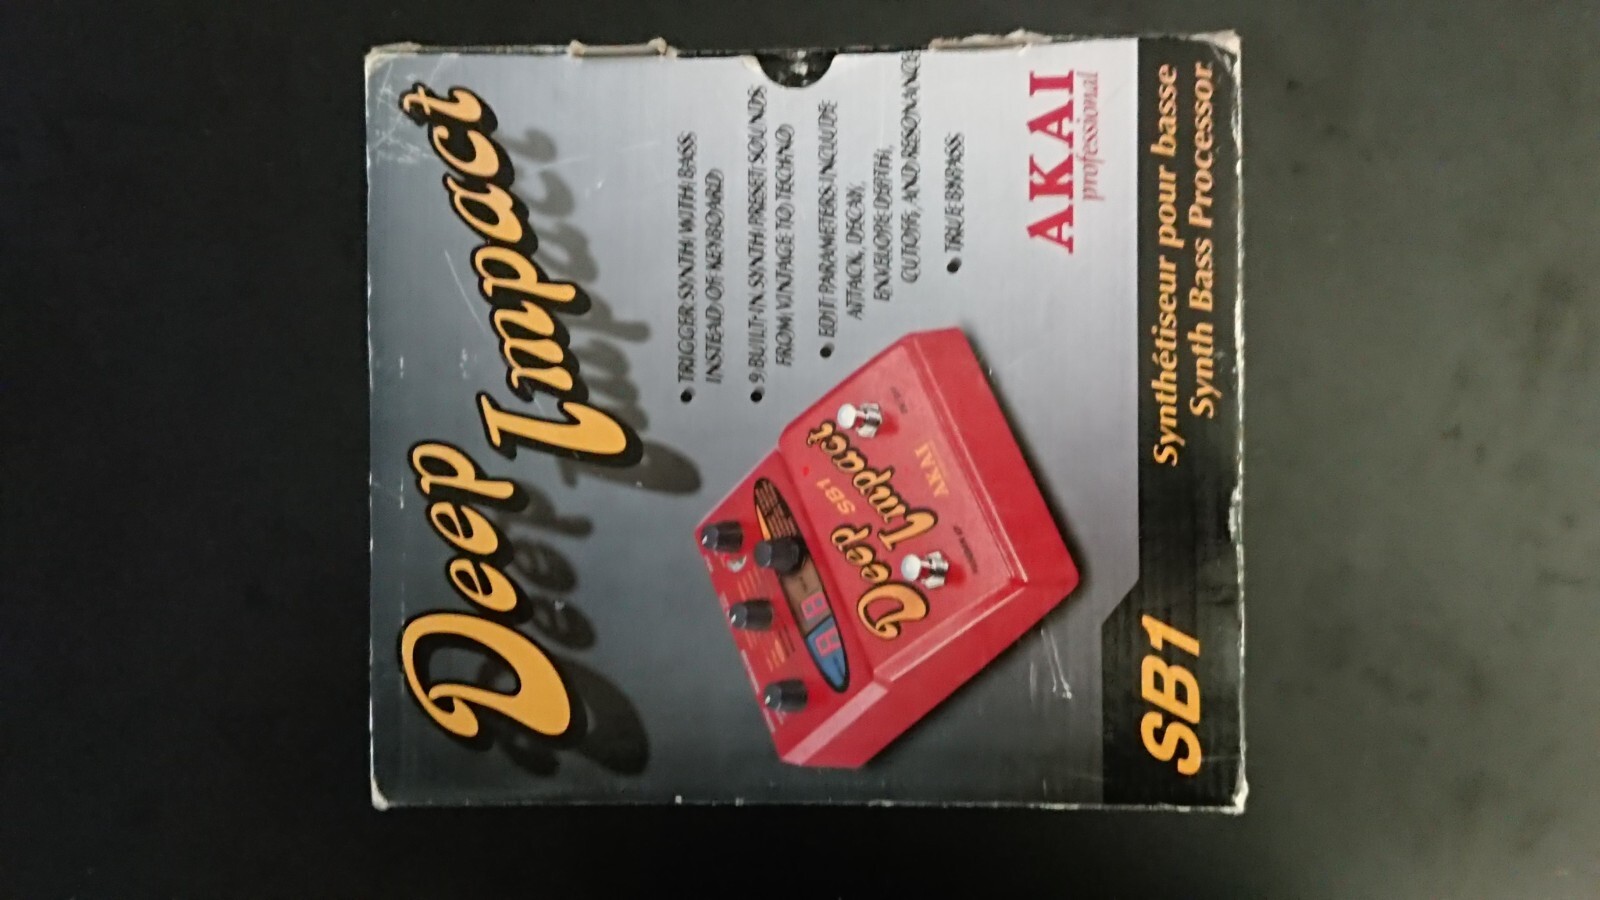 Deep
Impact
• TRIGGER SYNTH WITH BASS
INSTEAD OF KEYBOARD
• 9 BUILT-IN SYNTH PRESET SOUNDS
FROM VINTAGE TO TECHNO
• EDIT PARAMETERS INCLUDE
ATTACK, DECAY,
ENVELOPE DEPTH,
CUTOFF, AND RESONANCE
• TRUE BYPASS
Deep SB1
Impact
AKAI
AKAI
professional
SB1
Synthétiseur pour basse
Synth Bass Processor